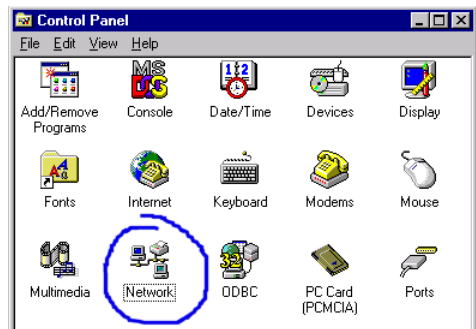 Control Panel
File Edit View Help
Add/Remove Programs
Console
Date/Time
Devices
Display
Fonts
Internet
Keyboard
Modems
Mouse
Multimedia
Network
ODBC
PC Card (PCMCIA)
Ports